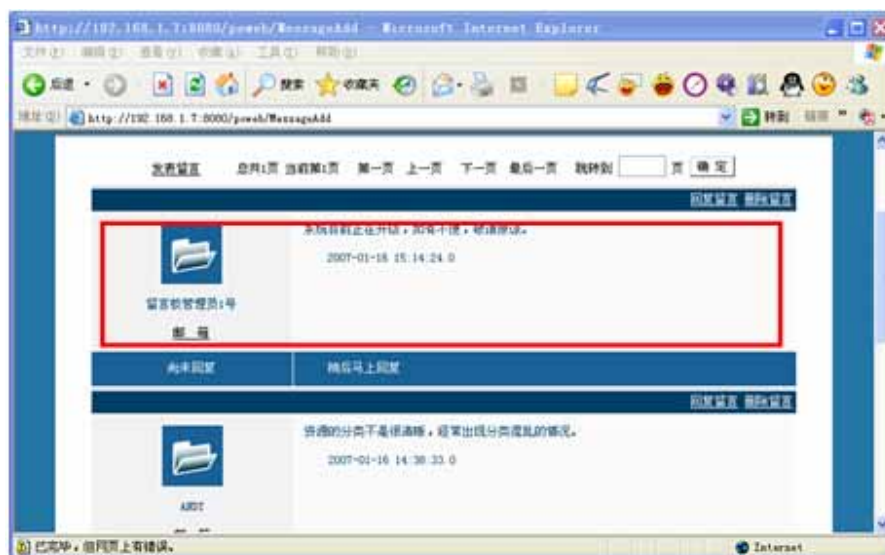 http://192.168.1.7:8080/poweb/MessageAdd - Microsoft Internet Explorer
文件(F) 编辑(E) 查看(V) 收藏(A) 工具(T) 帮助(H)
后退 搜索 收藏夹
地址(D) http://192.168.1.7:8080/poweb/MessageAdd 转到 链接 »
发表留言 总共1页 当前第1页 第一页 上一页 下一页 最后一页 跳转到 页 确 定
回复留言 删除留言
系统目前正在升级，如有不便，敬请原谅。
2007-01-16 15:14:24.0
留言板管理员1号
邮 箱
尚未回复 稍后马上回复
回复留言 删除留言
资源的分类不是很清晰，经常出现分类混乱的情况。
2007-01-16 14:38:33.0
已完毕，但网页上有错误。 Internet